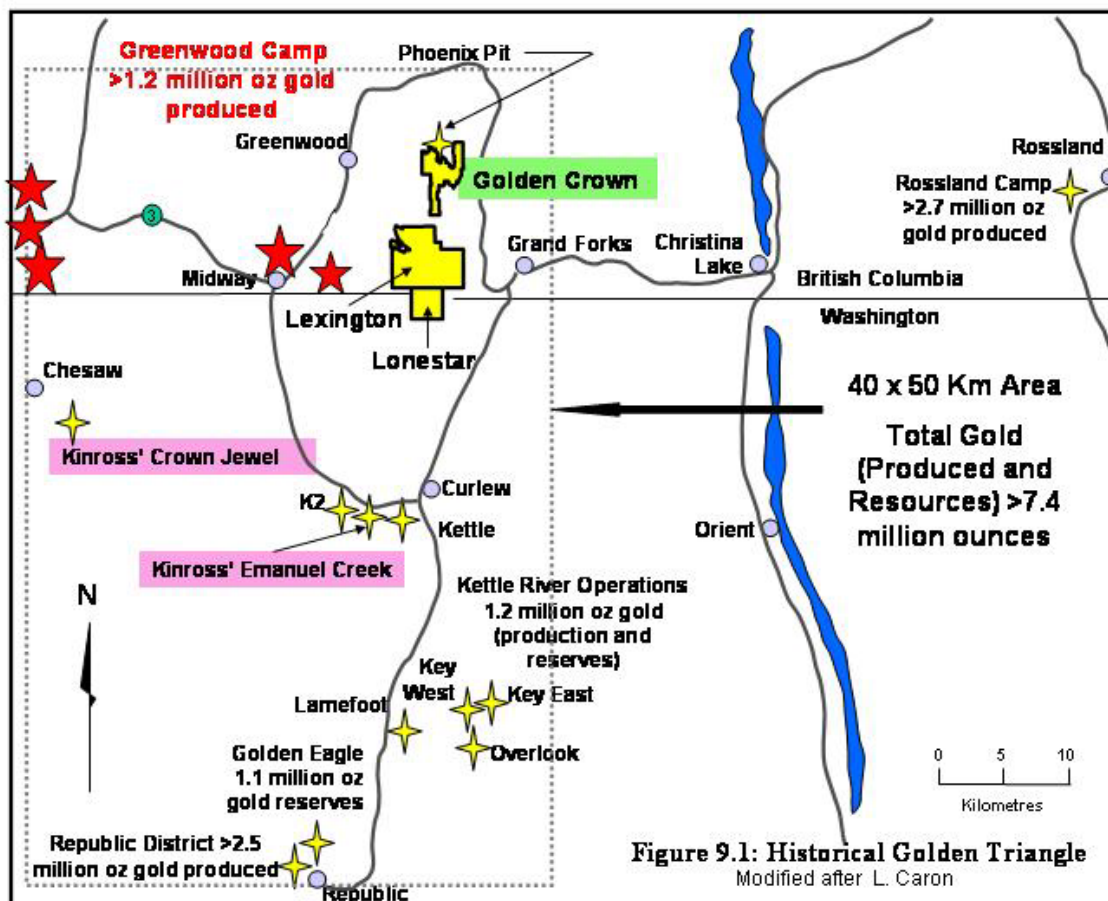 Greenwood Camp
>1.2 million oz gold
produced
Phoenix Pit
Greenwood
Golden Crown
Rossland
Rossland Camp
>2.7 million oz
gold produced
3
Grand Forks
Christina
Lake
Midway
British Columbia
Washington
Lexington
Lonestar
Chesaw
40 x 50 Km Area
Total Gold
(Produced and
Resources) >7.4
million ounces
Kinross' Crown Jewel
K2
Curlew
Kettle
Orient
Kinross' Emanuel Creek
N
Kettle River Operations
1.2 million oz gold
(production and
reserves)
Key
West
Key East
Lamefoot
Overlook
Golden Eagle
1.1 million oz
gold reserves
0 5 10
Kilometres
Republic District >2.5
million oz gold produced
Republic
Figure 9.1: Historical Golden Triangle
Modified after L. Caron